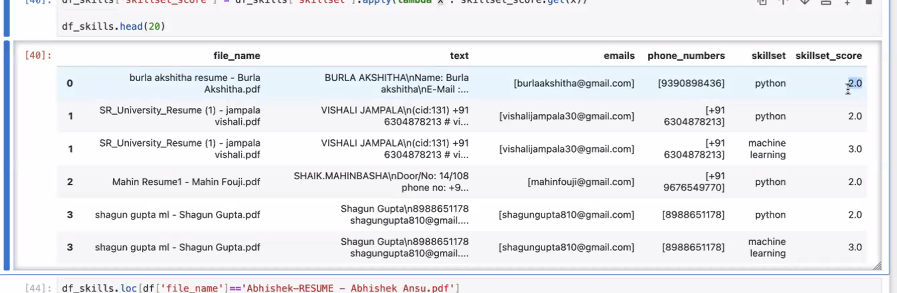 [40]: df_skills['skillset_score'] = df_skills['skillset'].apply(lambda x : skillset_score.get(x))
df_skills.head(20)
[40]: file_name text emails phone_numbers skillset skillset_score
0 burla akshitha resume - Burla Akshitha.pdf BURLA AKSHITHA\nName: Burla akshitha\nE-Mail :... [burlaakshitha@gmail.com] [9390898436] python 2.0
1 SR_University_Resume (1) - jampala vishali.pdf VISHALI JAMPALA\n(cid:131) +91 6304878213 # vi... [vishalijampala30@gmail.com] [+91 6304878213] python 2.0
1 SR_University_Resume (1) - jampala vishali.pdf VISHALI JAMPALA\n(cid:131) +91 6304878213 # vi... [vishalijampala30@gmail.com] [+91 6304878213] machine learning 3.0
2 Mahin Resume1 - Mahin Fouji.pdf SHAIK.MAHINBASHA\nDoor/No: 14/108 phone no: +9... [mahinfouji@gmail.com] [+91 9676549770] python 2.0
3 shagun gupta ml - Shagun Gupta.pdf Shagun Gupta\n8988651178 shagungupta810@gmail.... [shagungupta810@gmail.com] [8988651178] python 2.0
3 shagun gupta ml - Shagun Gupta.pdf Shagun Gupta\n8988651178 shagungupta810@gmail.... [shagungupta810@gmail.com] [8988651178] machine learning 3.0
[44]: df_skills.loc[df['file_name']=='Abhishek-RESUME - Abhishek Ansu.pdf']